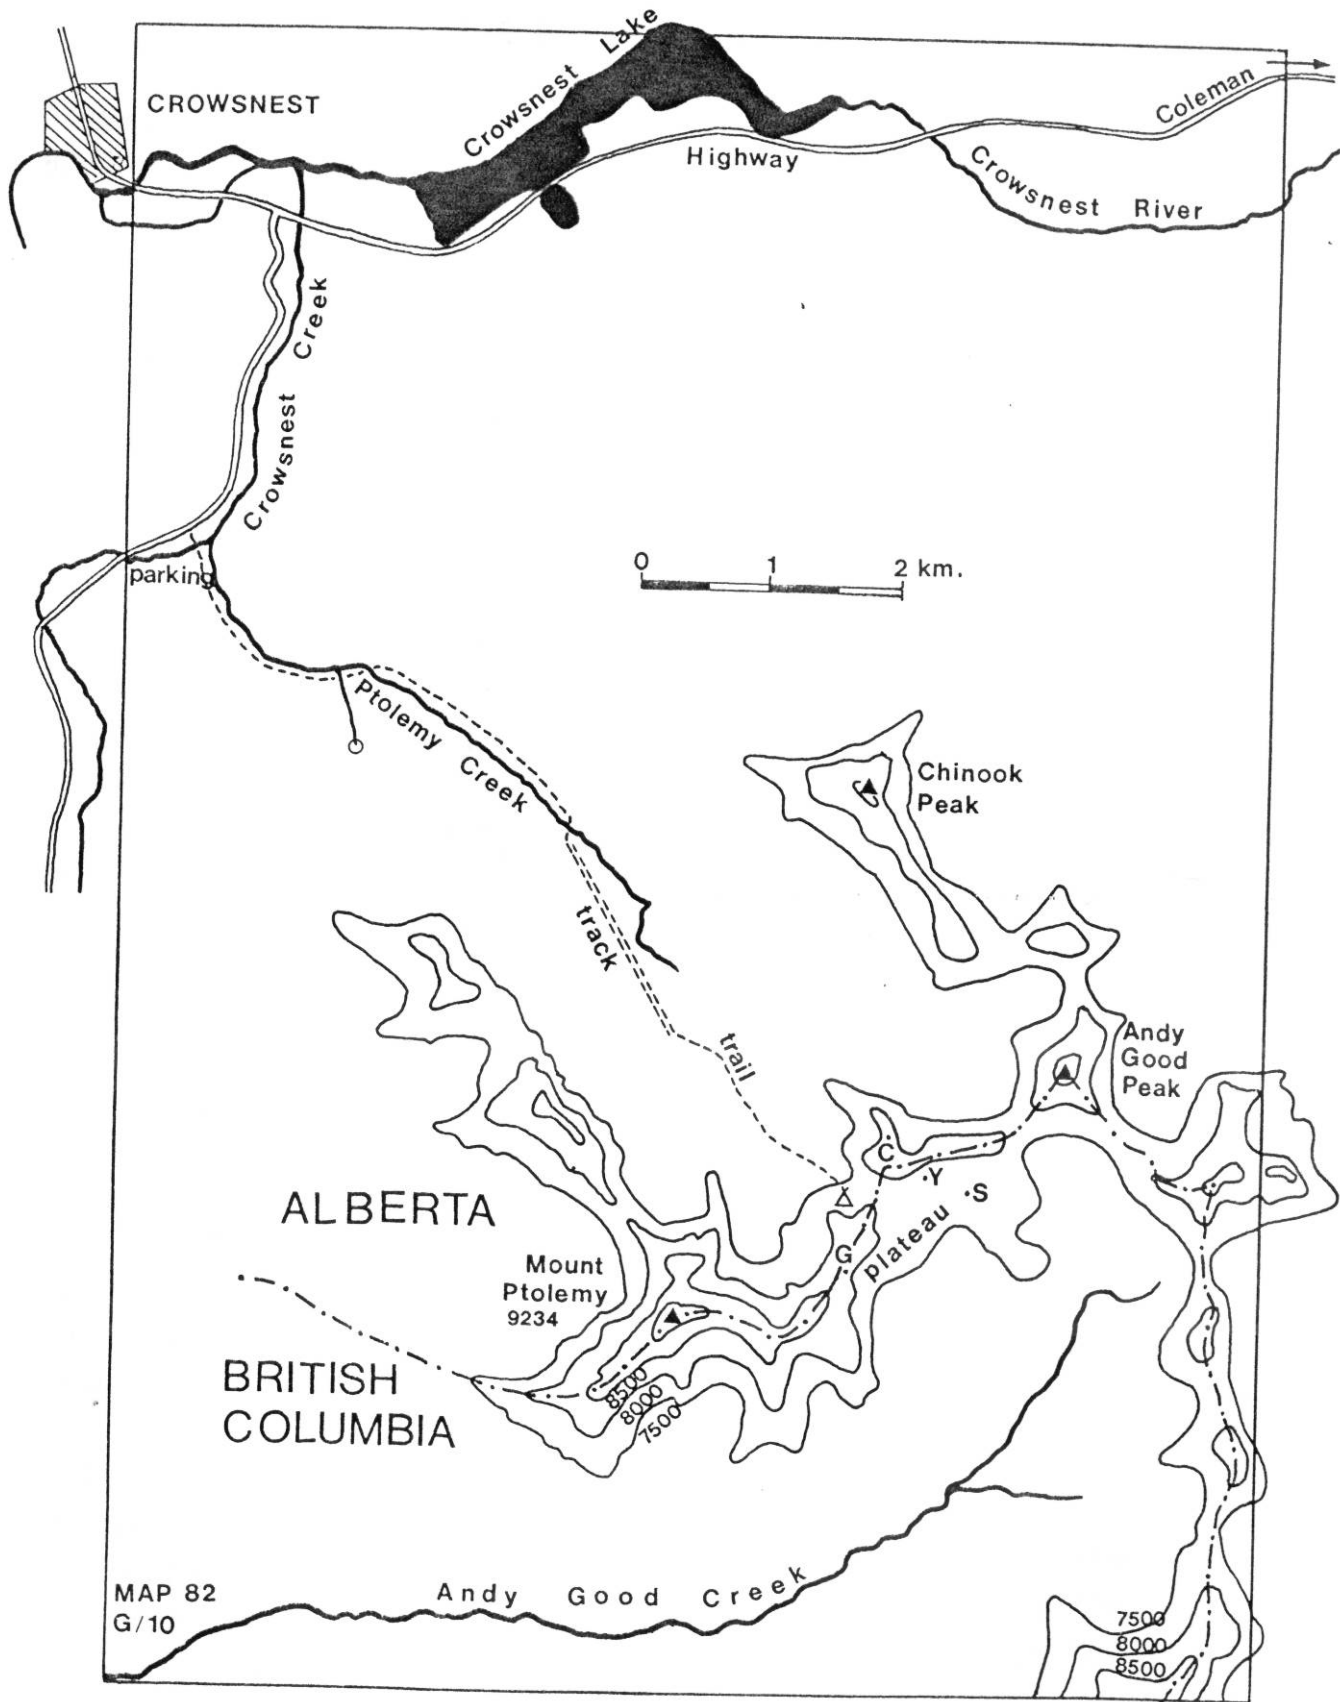 CROWSNEST
Crowsnest Lake
Coleman
Highway
Crowsnest River
Crowsnest Creek
parking
0 1 2 km.
Ptolemy Creek
Chinook
Peak
track
trail
Andy
Good
Peak
C
Y
S
G
plateau
ALBERTA
Mount
Ptolemy
9234
BRITISH
COLUMBIA
8500
8000
7500
Andy Good Creek
MAP 82
G/10
7500
8000
8500